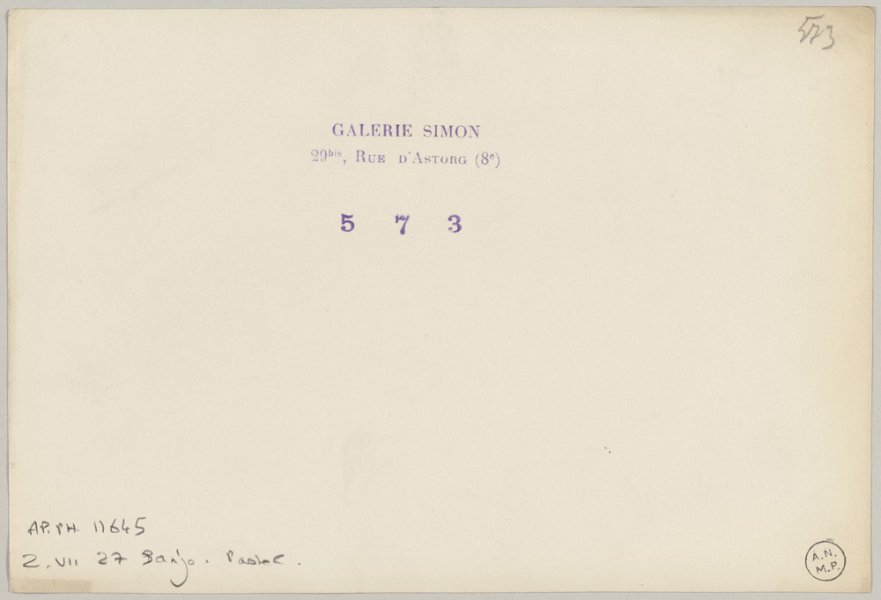 573
GALERIE SIMON
29bis, RUE D'ASTORG (8e)
5 7 3
AP.PH. 11645
2. VII 27 Banjo. Pastel.
A.N.
M.P.